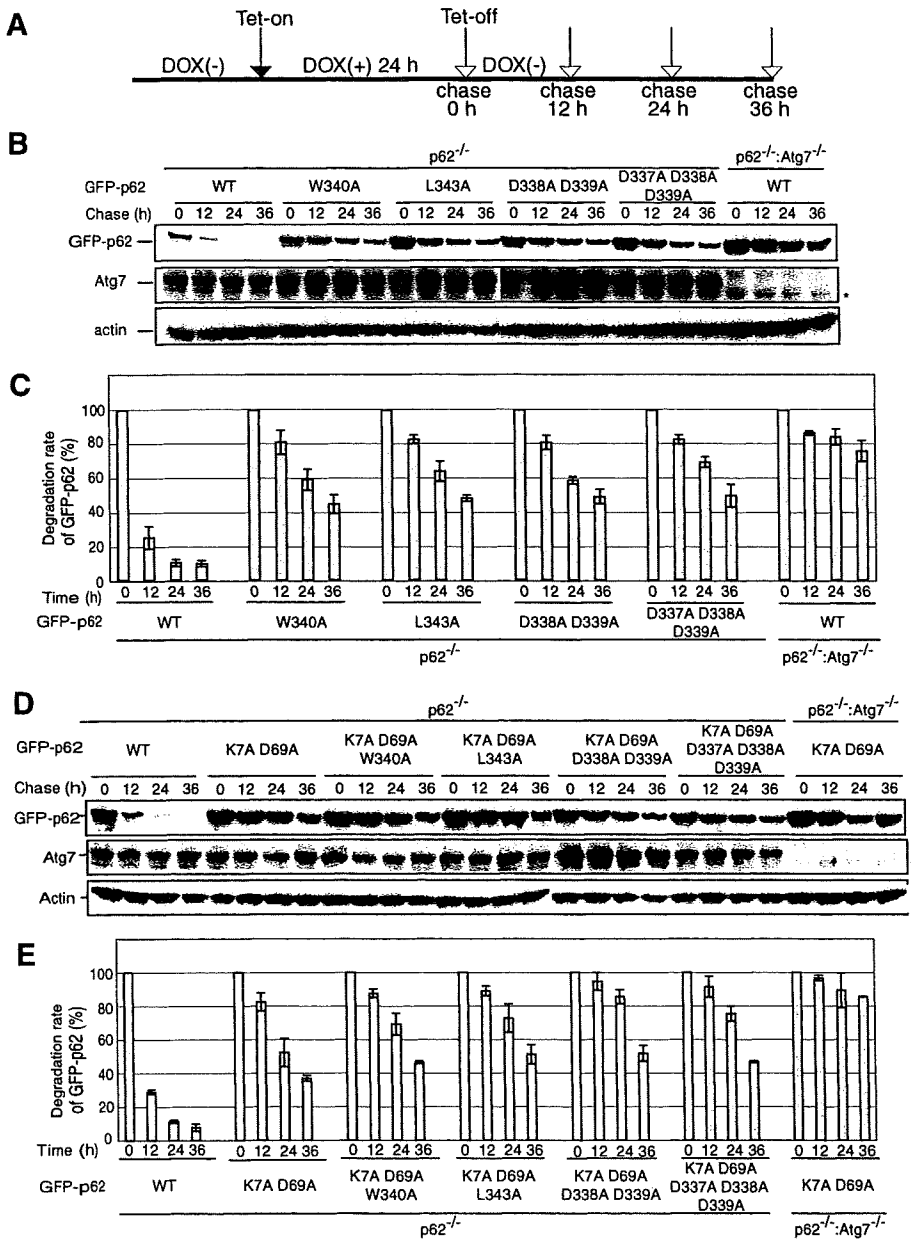 A
Tet-on
Tet-off
DOX(-)
DOX(+) 24 h
DOX(-)
chase 0 h
chase 12 h
chase 24 h
chase 36 h
B
p62-/-
p62-/-:Atg7-/-
GFP-p62
WT
W340A
L343A
D338A D339A
D337A D338A D339A
WT
Chase (h)
0 12 24 36 0 12 24 36 0 12 24 36 0 12 24 36 0 12 24 36 0 12 24 36
GFP-p62
Atg7
*
actin
C
Degradation rate of GFP-p62 (%)
100
80
60
40
20
0
Time (h)
0 12 24 36 0 12 24 36 0 12 24 36 0 12 24 36 0 12 24 36 0 12 24 36
GFP-p62
WT
W340A
L343A
D338A D339A
D337A D338A D339A
WT
p62-/-
p62-/-:Atg7-/-
D
p62-/-
p62-/-:Atg7-/-
GFP-p62
WT
K7A D69A
K7A D69A W340A
K7A D69A L343A
K7A D69A D338A D339A
K7A D69A D337A D338A D339A
K7A D69A
Chase (h)
0 12 24 36 0 12 24 36 0 12 24 36 0 12 24 36 0 12 24 36 0 12 24 36 0 12 24 36
GFP-p62
Atg7
Actin
E
Degradation rate of GFP-p62 (%)
100
80
60
40
20
0
Time (h)
0 12 24 36 0 12 24 36 0 12 24 36 0 12 24 36 0 12 24 36 0 12 24 36 0 12 24 36
GFP-p62
WT
K7A D69A
K7A D69A W340A
K7A D69A L343A
K7A D69A D338A D339A
K7A D69A D337A D338A D339A
K7A D69A
p62-/-
p62-/-:Atg7-/-